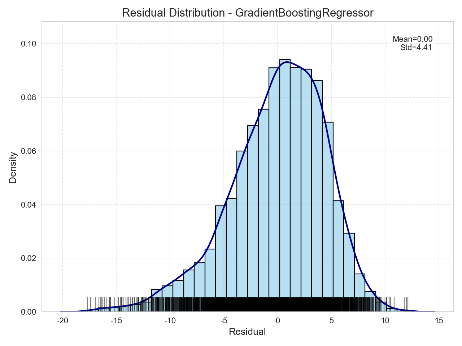 Residual Distribution - GradientBoostingRegressor
Mean=0.00
Std=4.41
Density
0.10
0.08
0.06
0.04
0.02
0.00
-20 -15 -10 -5 0 5 10 15
Residual